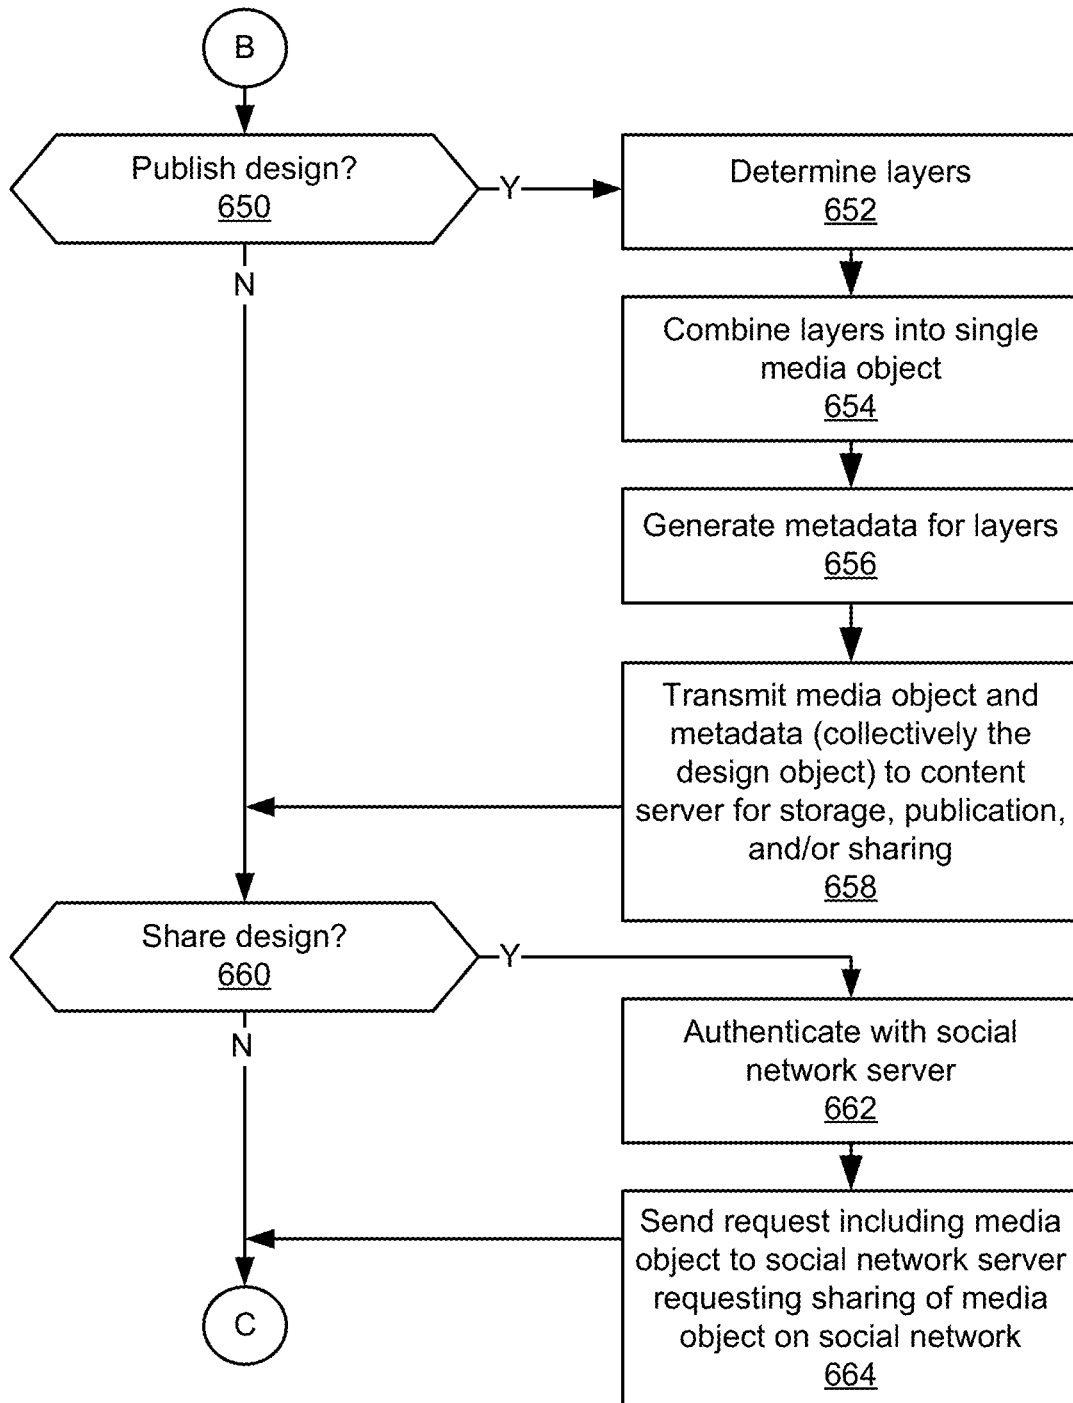 B
Publish design?
650
Y
N
Determine layers
652
Combine layers into single
media object
654
Generate metadata for layers
656
Transmit media object and
metadata (collectively the
design object) to content
server for storage, publication,
and/or sharing
658
Share design?
660
Y
N
Authenticate with social
network server
662
Send request including media
object to social network server
requesting sharing of media
object on social network
664
C